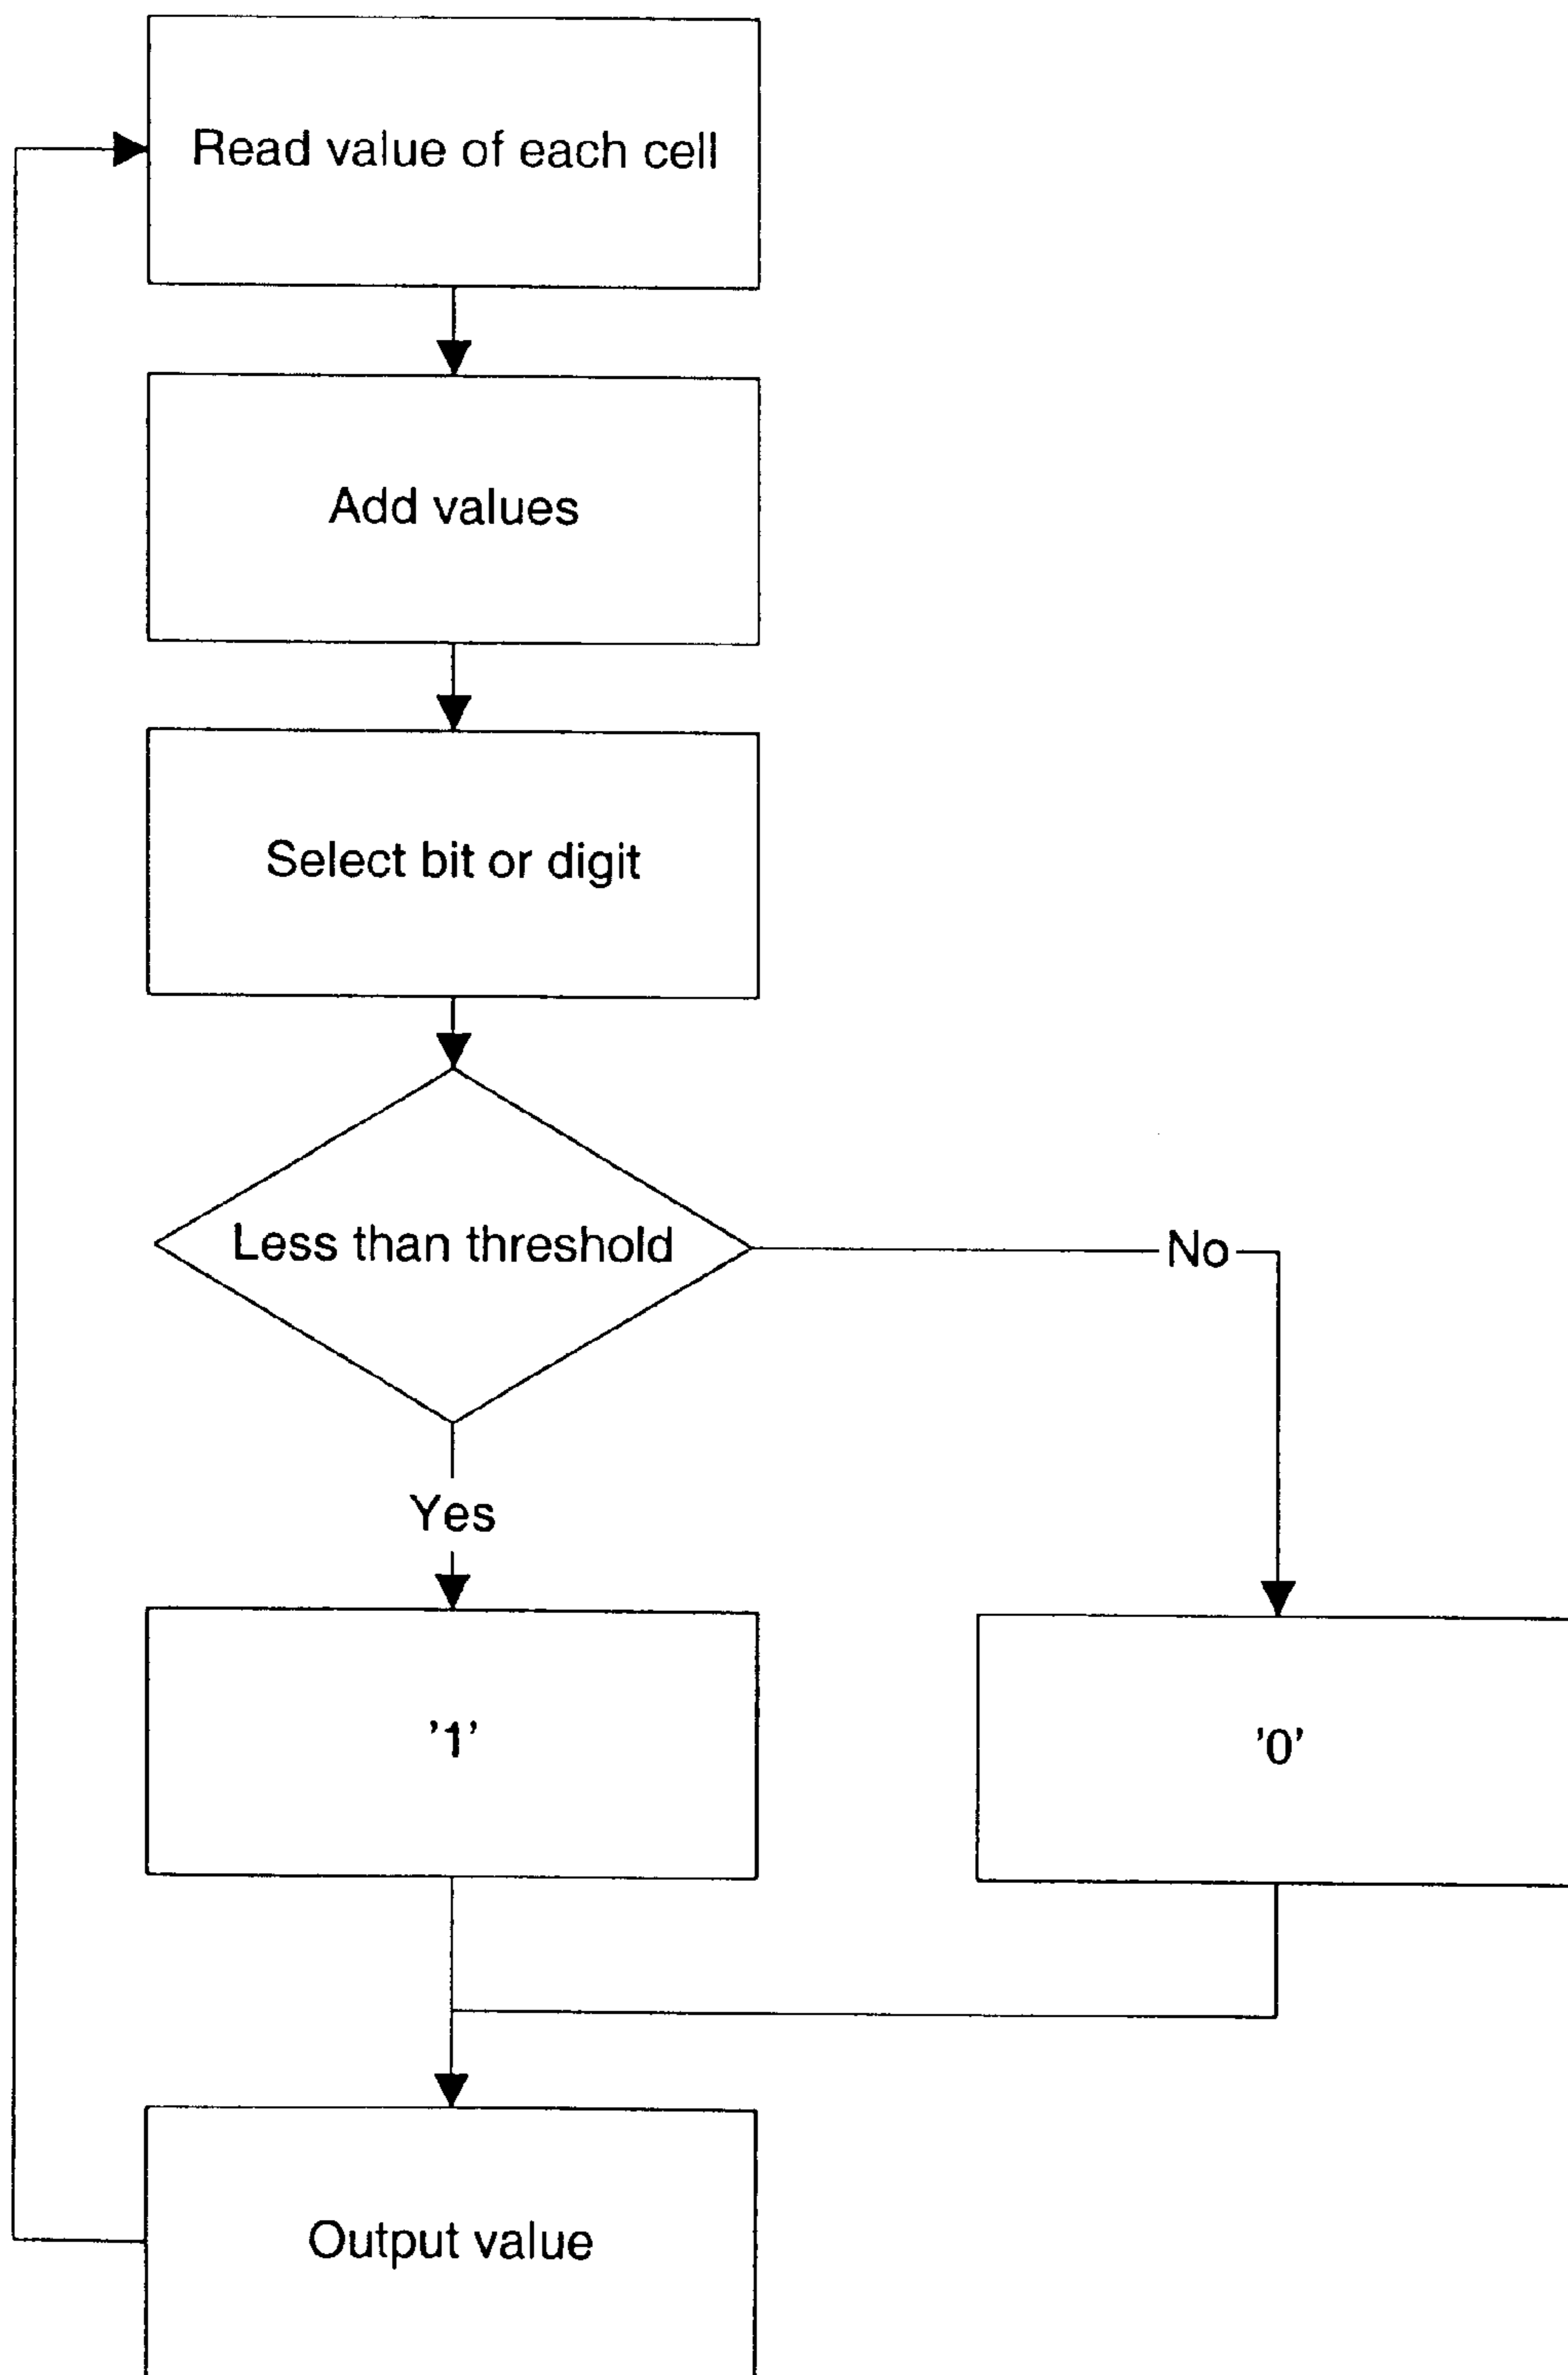 Read value of each cell
Add values
Select bit or digit
Less than threshold
No
Yes
'1'
'0'
Output value